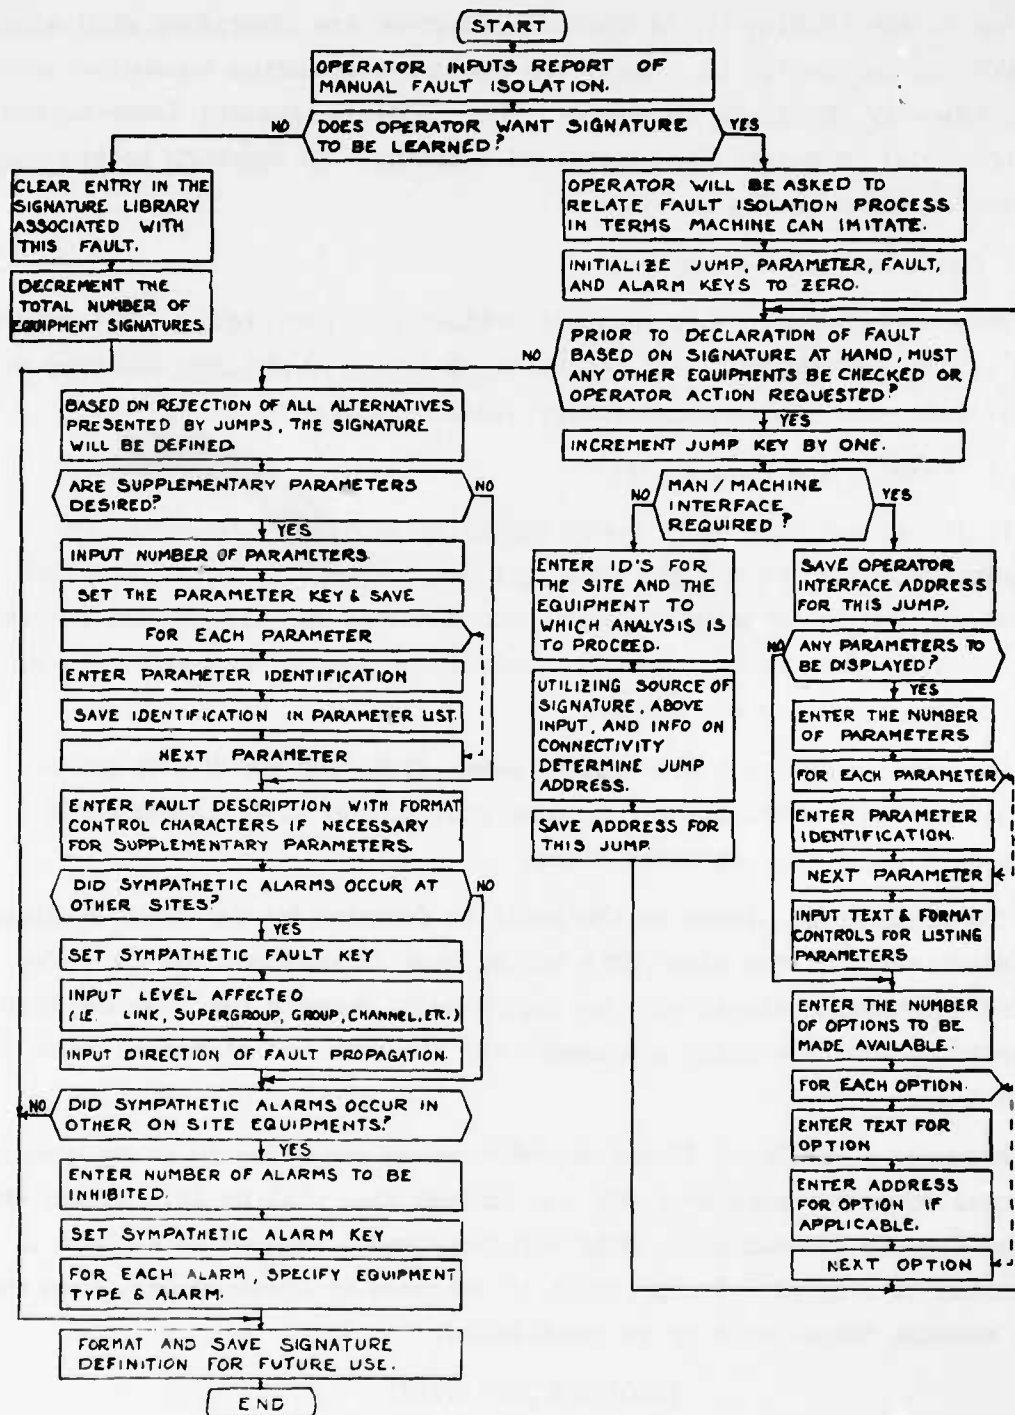 START
OPERATOR INPUTS REPORT OF
MANUAL FAULT ISOLATION.
NO
DOES OPERATOR WANT SIGNATURE
TO BE LEARNED?
YES
CLEAR ENTRY IN THE
SIGNATURE LIBRARY
ASSOCIATED WITH
THIS FAULT.
DECREMENT THE
TOTAL NUMBER OF
EQUIPMENT SIGNATURES.
OPERATOR WILL BE ASKED TO
RELATE FAULT ISOLATION PROCESS
IN TERMS MACHINE CAN IMITATE.
INITIALIZE JUMP, PARAMETER, FAULT,
AND ALARM KEYS TO ZERO.
NO
PRIOR TO DECLARATION OF FAULT
BASED ON SIGNATURE AT HAND, MUST
ANY OTHER EQUIPMENTS BE CHECKED OR
OPERATOR ACTION REQUESTED?
YES
INCREMENT JUMP KEY BY ONE.
BASED ON REJECTION OF ALL ALTERNATIVES
PRESENTED BY JUMPS, THE SIGNATURE
WILL BE DEFINED.
ARE SUPPLEMENTARY PARAMETERS
DESIRED?
NO
YES
INPUT NUMBER OF PARAMETERS.
SET THE PARAMETER KEY & SAVE
FOR EACH PARAMETER
ENTER PARAMETER IDENTIFICATION
SAVE IDENTIFICATION IN PARAMETER LIST.
NEXT PARAMETER
ENTER FAULT DESCRIPTION WITH FORMAT
CONTROL CHARACTERS IF NECESSARY
FOR SUPPLEMENTARY PARAMETERS.
DID SYMPATHETIC ALARMS OCCUR AT
OTHER SITES?
NO
YES
SET SYMPATHETIC FAULT KEY
INPUT LEVEL AFFECTED
(I.E. LINK, SUPERGROUP, GROUP, CHANNEL, ETC.)
INPUT DIRECTION OF FAULT PROPAGATION.
NO
DID SYMPATHETIC ALARMS OCCUR IN
OTHER ON SITE EQUIPMENTS?
YES
ENTER NUMBER OF ALARMS TO BE
INHIBITED.
SET SYMPATHETIC ALARM KEY
FOR EACH ALARM, SPECIFY EQUIPMENT
TYPE & ALARM.
FORMAT AND SAVE SIGNATURE
DEFINITION FOR FUTURE USE.
END
NO
MAN / MACHINE
INTERFACE
REQUIRED?
YES
ENTER ID'S FOR
THE SITE AND THE
EQUIPMENT TO
WHICH ANALYSIS IS
TO PROCEED.
UTILIZING SOURCE OF
SIGNATURE, ABOVE
INPUT, AND INFO ON
CONNECTIVITY
DETERMINE JUMP
ADDRESS.
SAVE ADDRESS FOR
THIS JUMP.
SAVE OPERATOR
INTERFACE ADDRESS
FOR THIS JUMP.
NO
ANY PARAMETERS TO
BE DISPLAYED?
YES
ENTER THE NUMBER
OF PARAMETERS
FOR EACH PARAMETER
ENTER PARAMETER
IDENTIFICATION.
NEXT PARAMETER
INPUT TEXT & FORMAT
CONTROLS FOR LISTING
PARAMETERS
ENTER THE NUMBER
OF OPTIONS TO BE
MADE AVAILABLE.
FOR EACH OPTION.
ENTER TEXT FOR
OPTION
ENTER ADDRESS
FOR OPTION IF
APPLICABLE.
NEXT OPTION